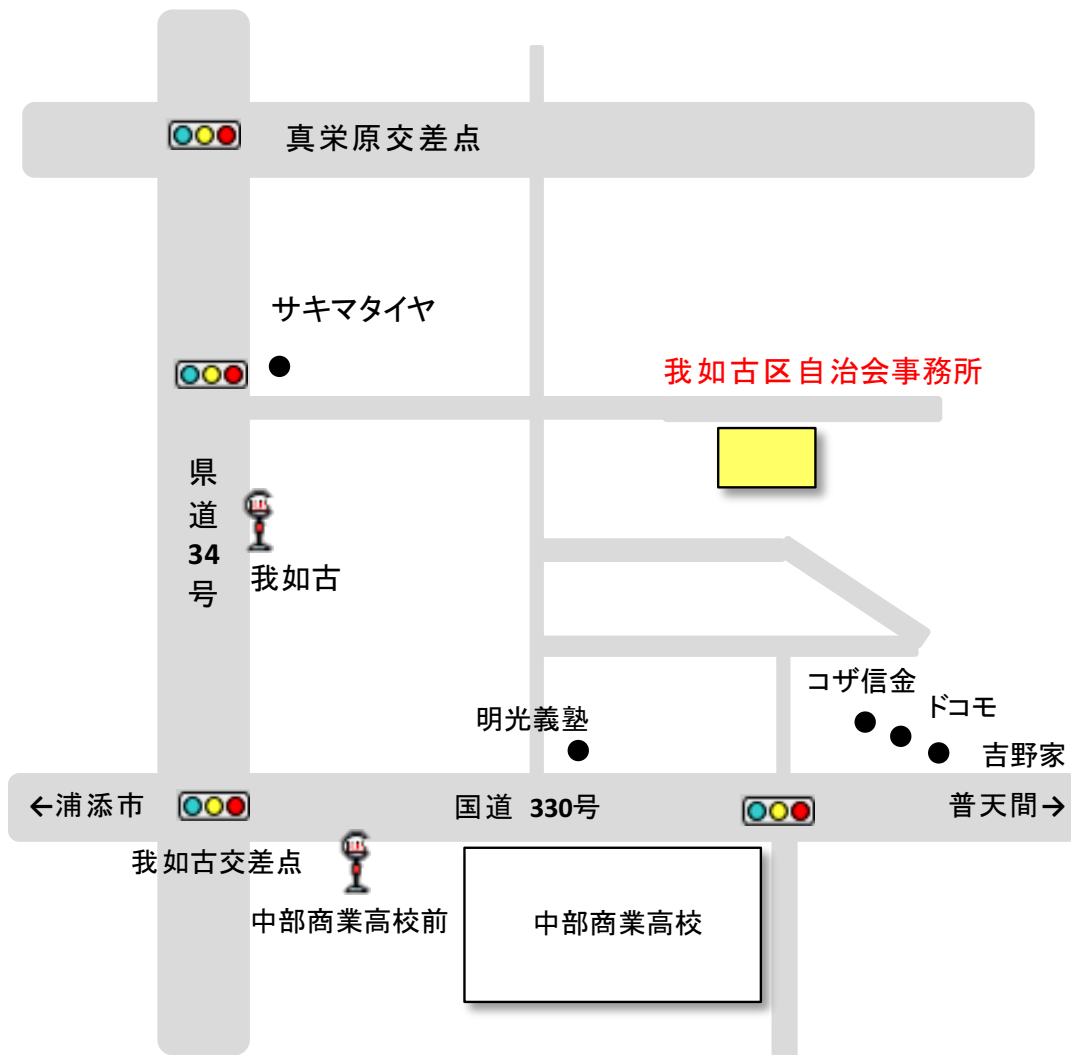 真栄原交差点
サキマタイヤ
我如古区自治会事務所
県
道
34
号
我如古
コザ信金
ドコモ
明光義塾
吉野家
←浦添市
国道 330号
普天間→
我如古交差点
中部商業高校前
中部商業高校